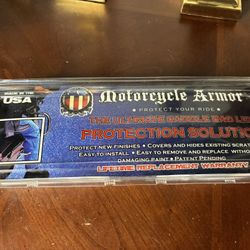 MADE IN THE
USA
Motorcycle Armor
PROTECT YOUR RIDE
THE ULTIMATE SADDLE BAG LID
PROTECTION SOLUTION
PROTECT NEW FINISHES • COVERS AND HIDES EXISTING SCRAT
EASY TO INSTALL • EASY TO REMOVE AND REPLACE WITHOU
DAMAGING PAINT • PATENT PENDING
LIFETIME REPLACEMENT WARRANTY